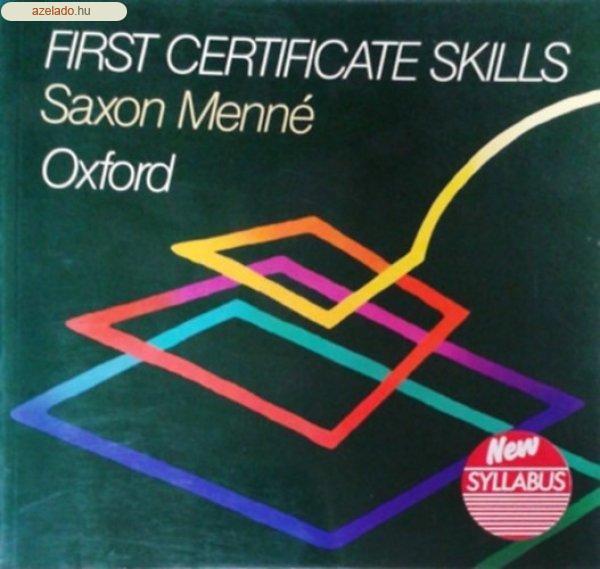 azelado.hu
FIRST CERTIFICATE SKILLS
Saxon Menné
Oxford
New
SYLLABUS